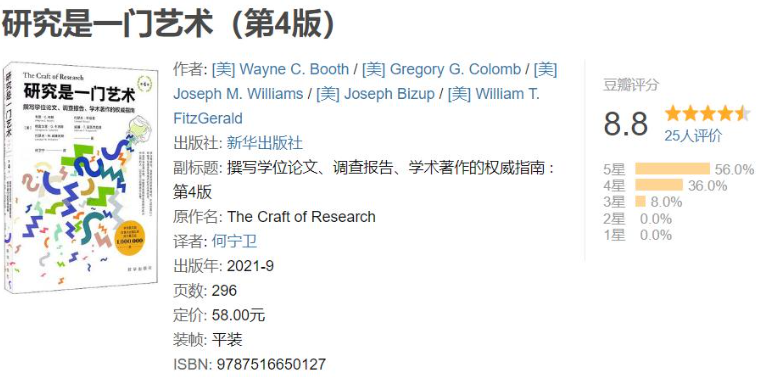 研究是一门艺术（第4版）
The Craft of Research
研究是一门艺术
撰写学位论文、调查报告、学术著作的权威指南
1 000 000
新华出版社
作者: [美] Wayne C. Booth / [美] Gregory G. Colomb / [美]
Joseph M. Williams / [美] Joseph Bizup / [美] William T.
FitzGerald
出版社: 新华出版社
副标题: 撰写学位论文、调查报告、学术著作的权威指南：
第4版
原作名: The Craft of Research
译者: 何宁卫
出版年: 2021-9
页数: 296
定价: 58.00元
装帧: 平装
ISBN: 9787516650127
豆瓣评分
8.8
25人评价
5星 56.0%
4星 36.0%
3星 8.0%
2星 0.0%
1星 0.0%